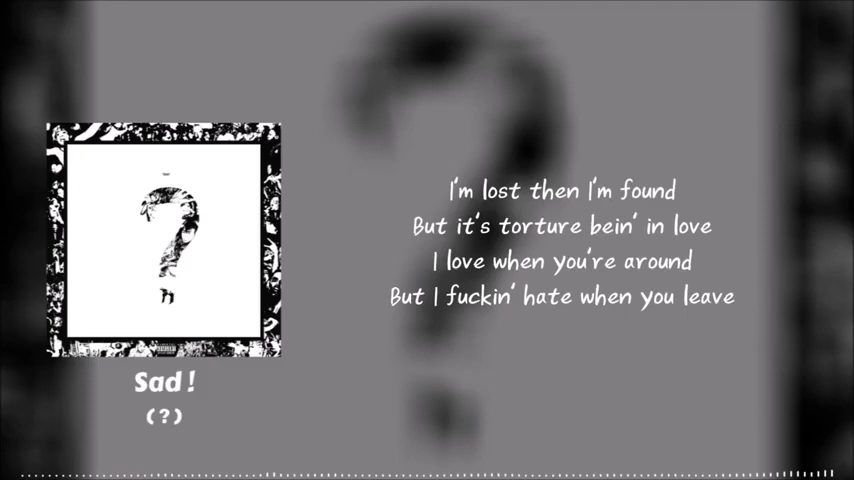 I'm lost then I'm found
But it's torture bein' in love
I love when you're around
But I fuckin' hate when you leave
Sad!
(?)